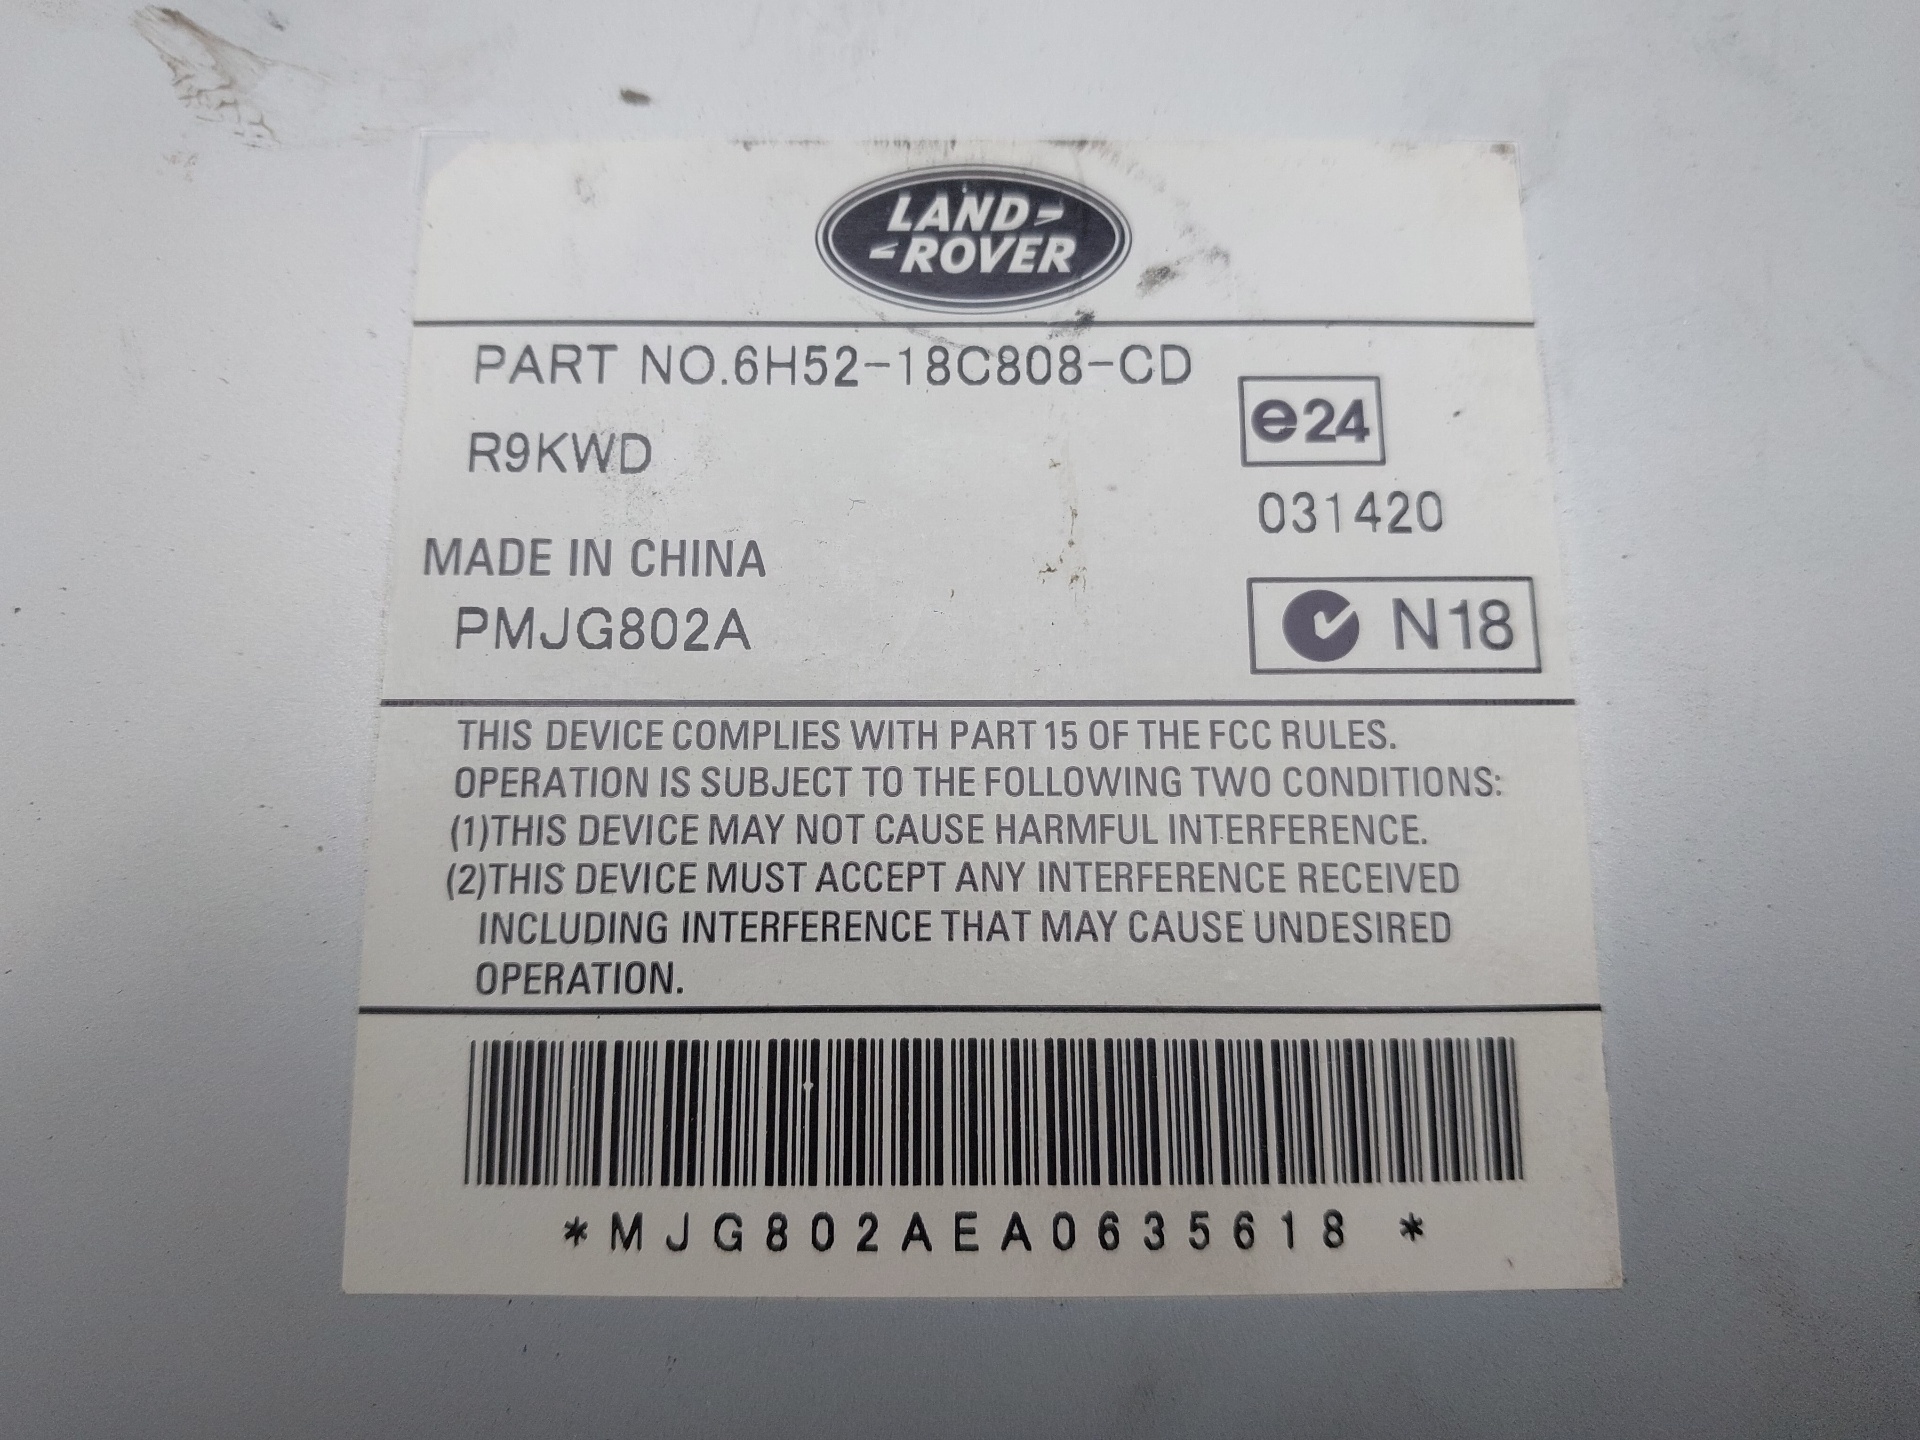 LAND-
ROVER
PART NO.6H52-18C808-CD
e24
R9KWD
031420
MADE IN CHINA
PMJG802A
N18
THIS DEVICE COMPLIES WITH PART 15 OF THE FCC RULES.
OPERATION IS SUBJECT TO THE FOLLOWING TWO CONDITIONS:
(1)THIS DEVICE MAY NOT CAUSE HARMFUL INTERFERENCE.
(2)THIS DEVICE MUST ACCEPT ANY INTERFERENCE RECEIVED
INCLUDING INTERFERENCE THAT MAY CAUSE UNDESIRED
OPERATION.
*MJG802AEA0635618 *